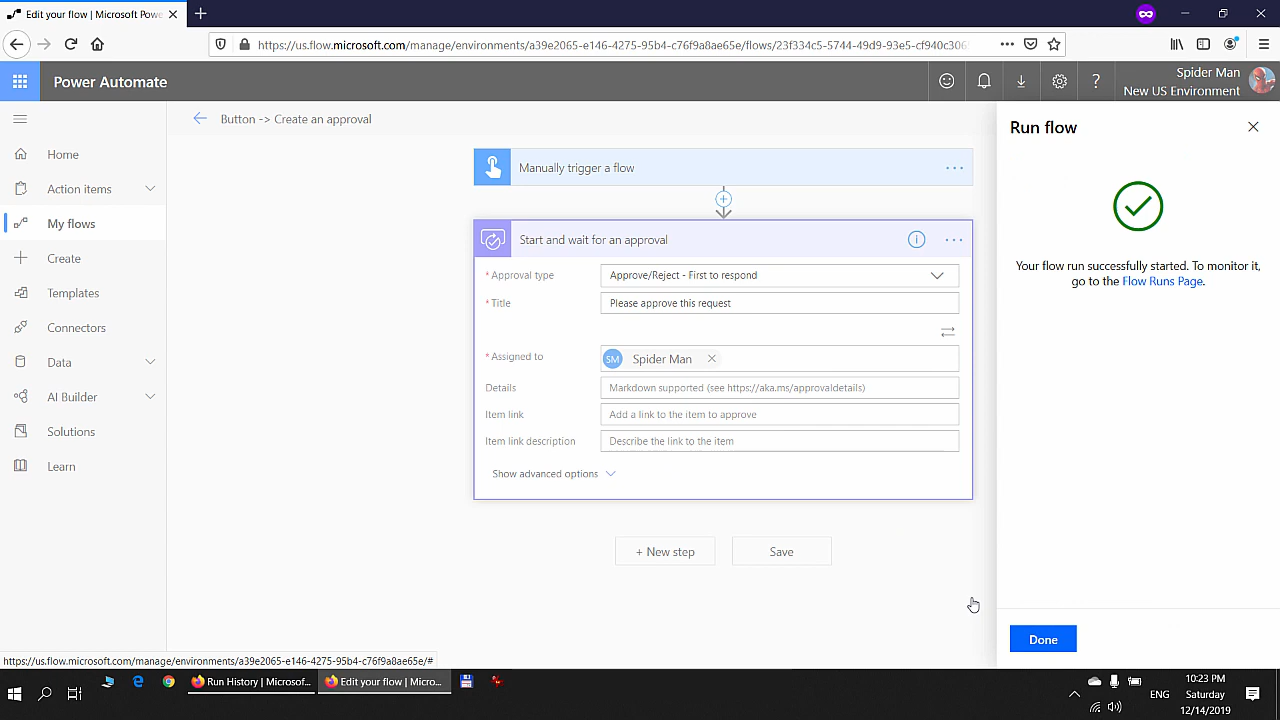 Edit your flow | Microsoft Powe
https://us.flow.microsoft.com/manage/environments/a39e2065-e146-4275-95b4-c76f9a8ae65e/flows/23f334c5-5744-49d9-93e5-cf940c306
Power Automate
?
Spider Man
New US Environment
Button -> Create an approval
Home
Action items
My flows
Create
Templates
Connectors
Data
AI Builder
Solutions
Learn
Manually trigger a flow
Start and wait for an approval
* Approval type
Approve/Reject - First to respond
* Title
Please approve this request
* Assigned to
SM Spider Man
Details
Markdown supported (see https://aka.ms/approvaldetails)
Item link
Add a link to the item to approve
Item link description
Describe the link to the item
Show advanced options
+ New step
Save
Run flow
Your flow run successfully started. To monitor it,
go to the Flow Runs Page.
Done
https://us.flow.microsoft.com/manage/environments/a39e2065-e146-4275-95b4-c76f9a8ae65e/#
Run History | Microsof...
Edit your flow | Micro...
ENG
10:23 PM
Saturday
12/14/2019